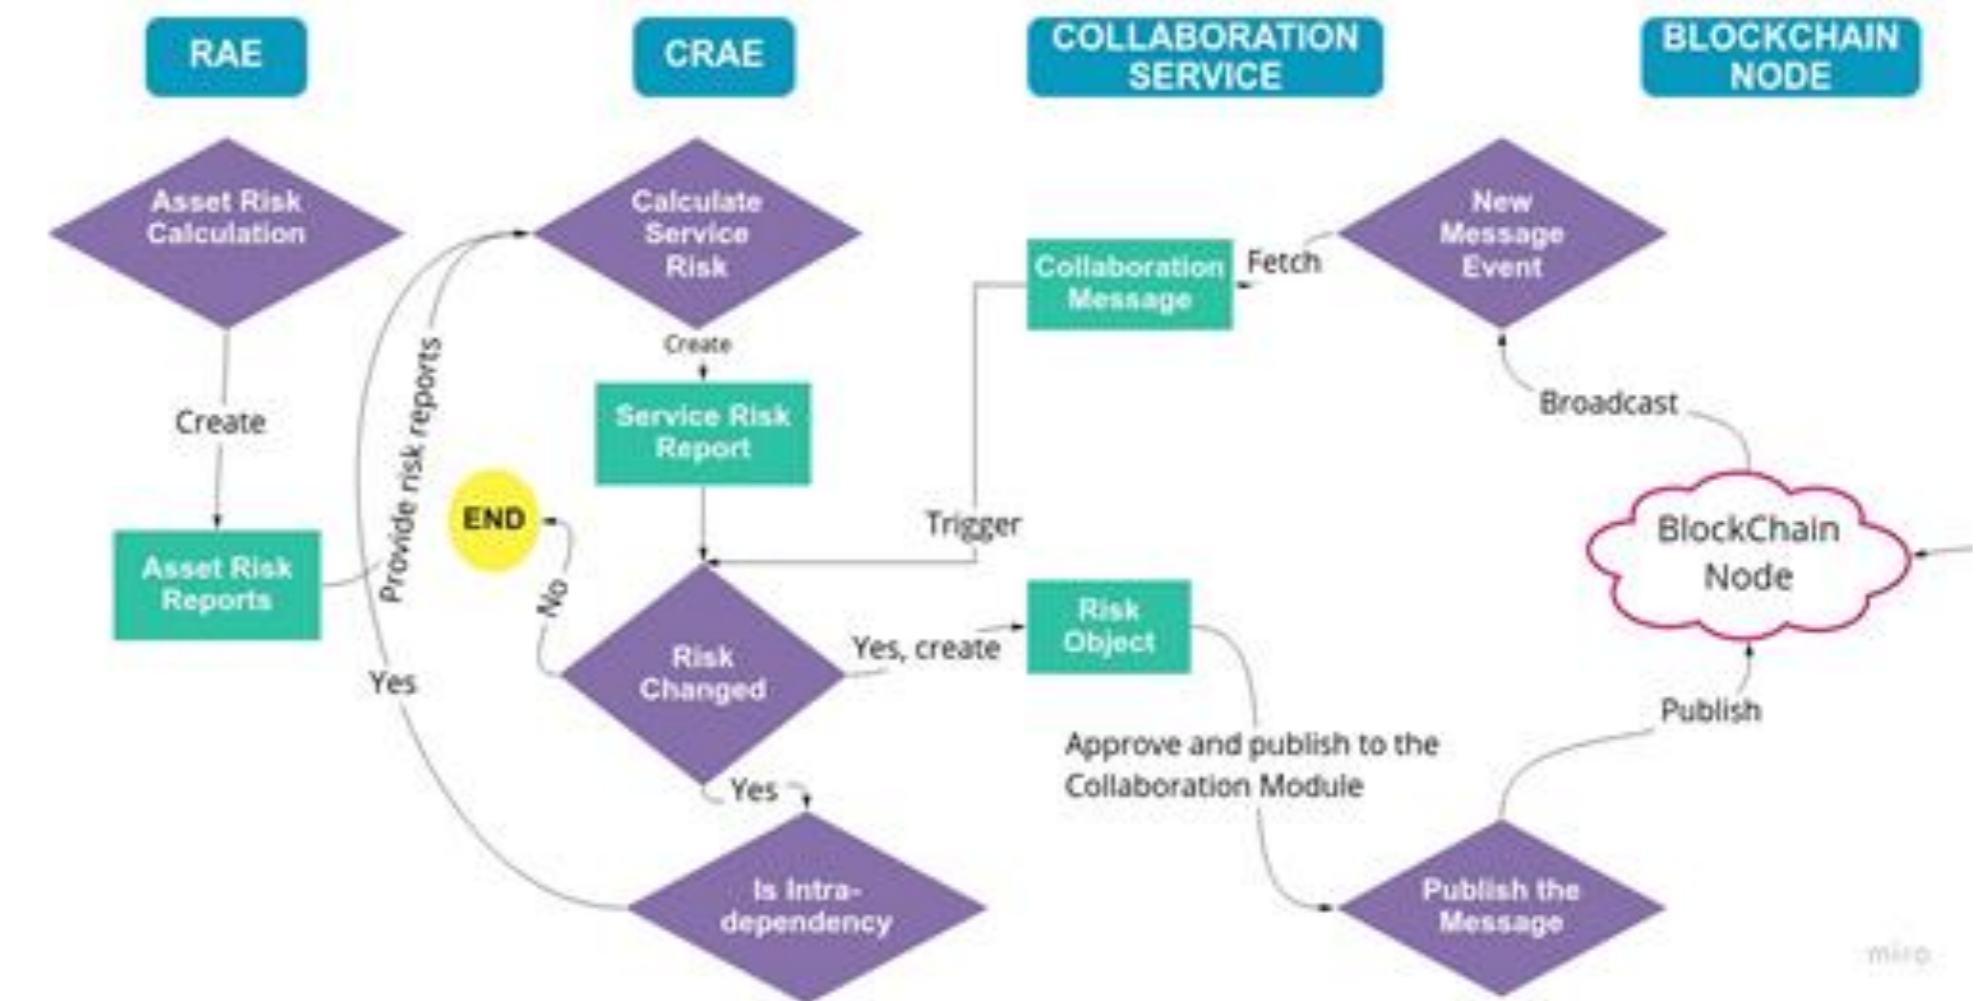 RAE
CRAE
COLLABORATION
SERVICE
BLOCKCHAIN
NODE
Asset Risk
Calculation
Calculate
Service
Risk
New
Message
Event
Collaboration
Message
Fetch
Create
Provide risk reports
Broadcast
Create
Service Risk
Report
END
Trigger
BlockChain
Node
Asset Risk
Reports
No
Risk
Object
Yes, create
Risk
Changed
Yes
Publish
Approve and publish to the
Collaboration Module
Yes
Is Intra-
dependency
Publish the
Message
miro